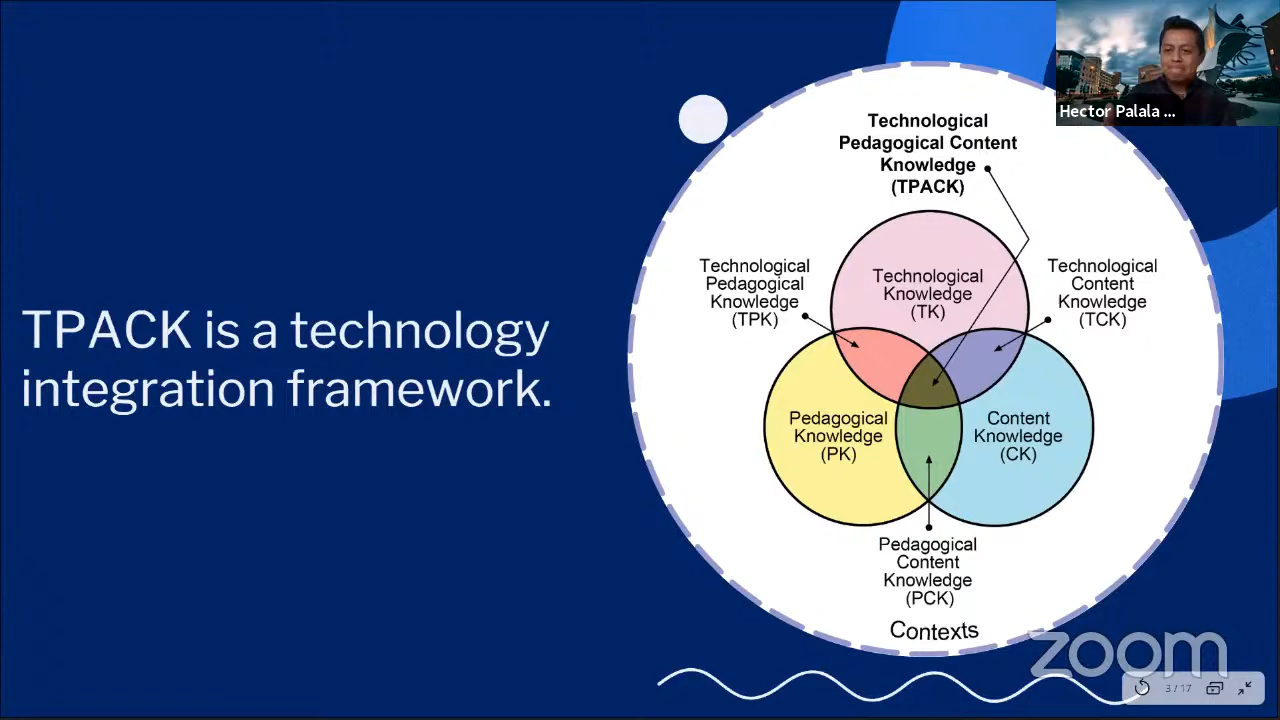 TPACK is a technology
integration framework.
Technological
Pedagogical Content
Knowledge
(TPACK)
Technological
Pedagogical
Knowledge
(TPK)
Technological
Knowledge
(TK)
Technological
Content
Knowledge
(TCK)
Pedagogical
Knowledge
(PK)
Content
Knowledge
(CK)
Pedagogical
Content
Knowledge
(PCK)
Contexts
Hector Palala ...
zoom
3 / 17